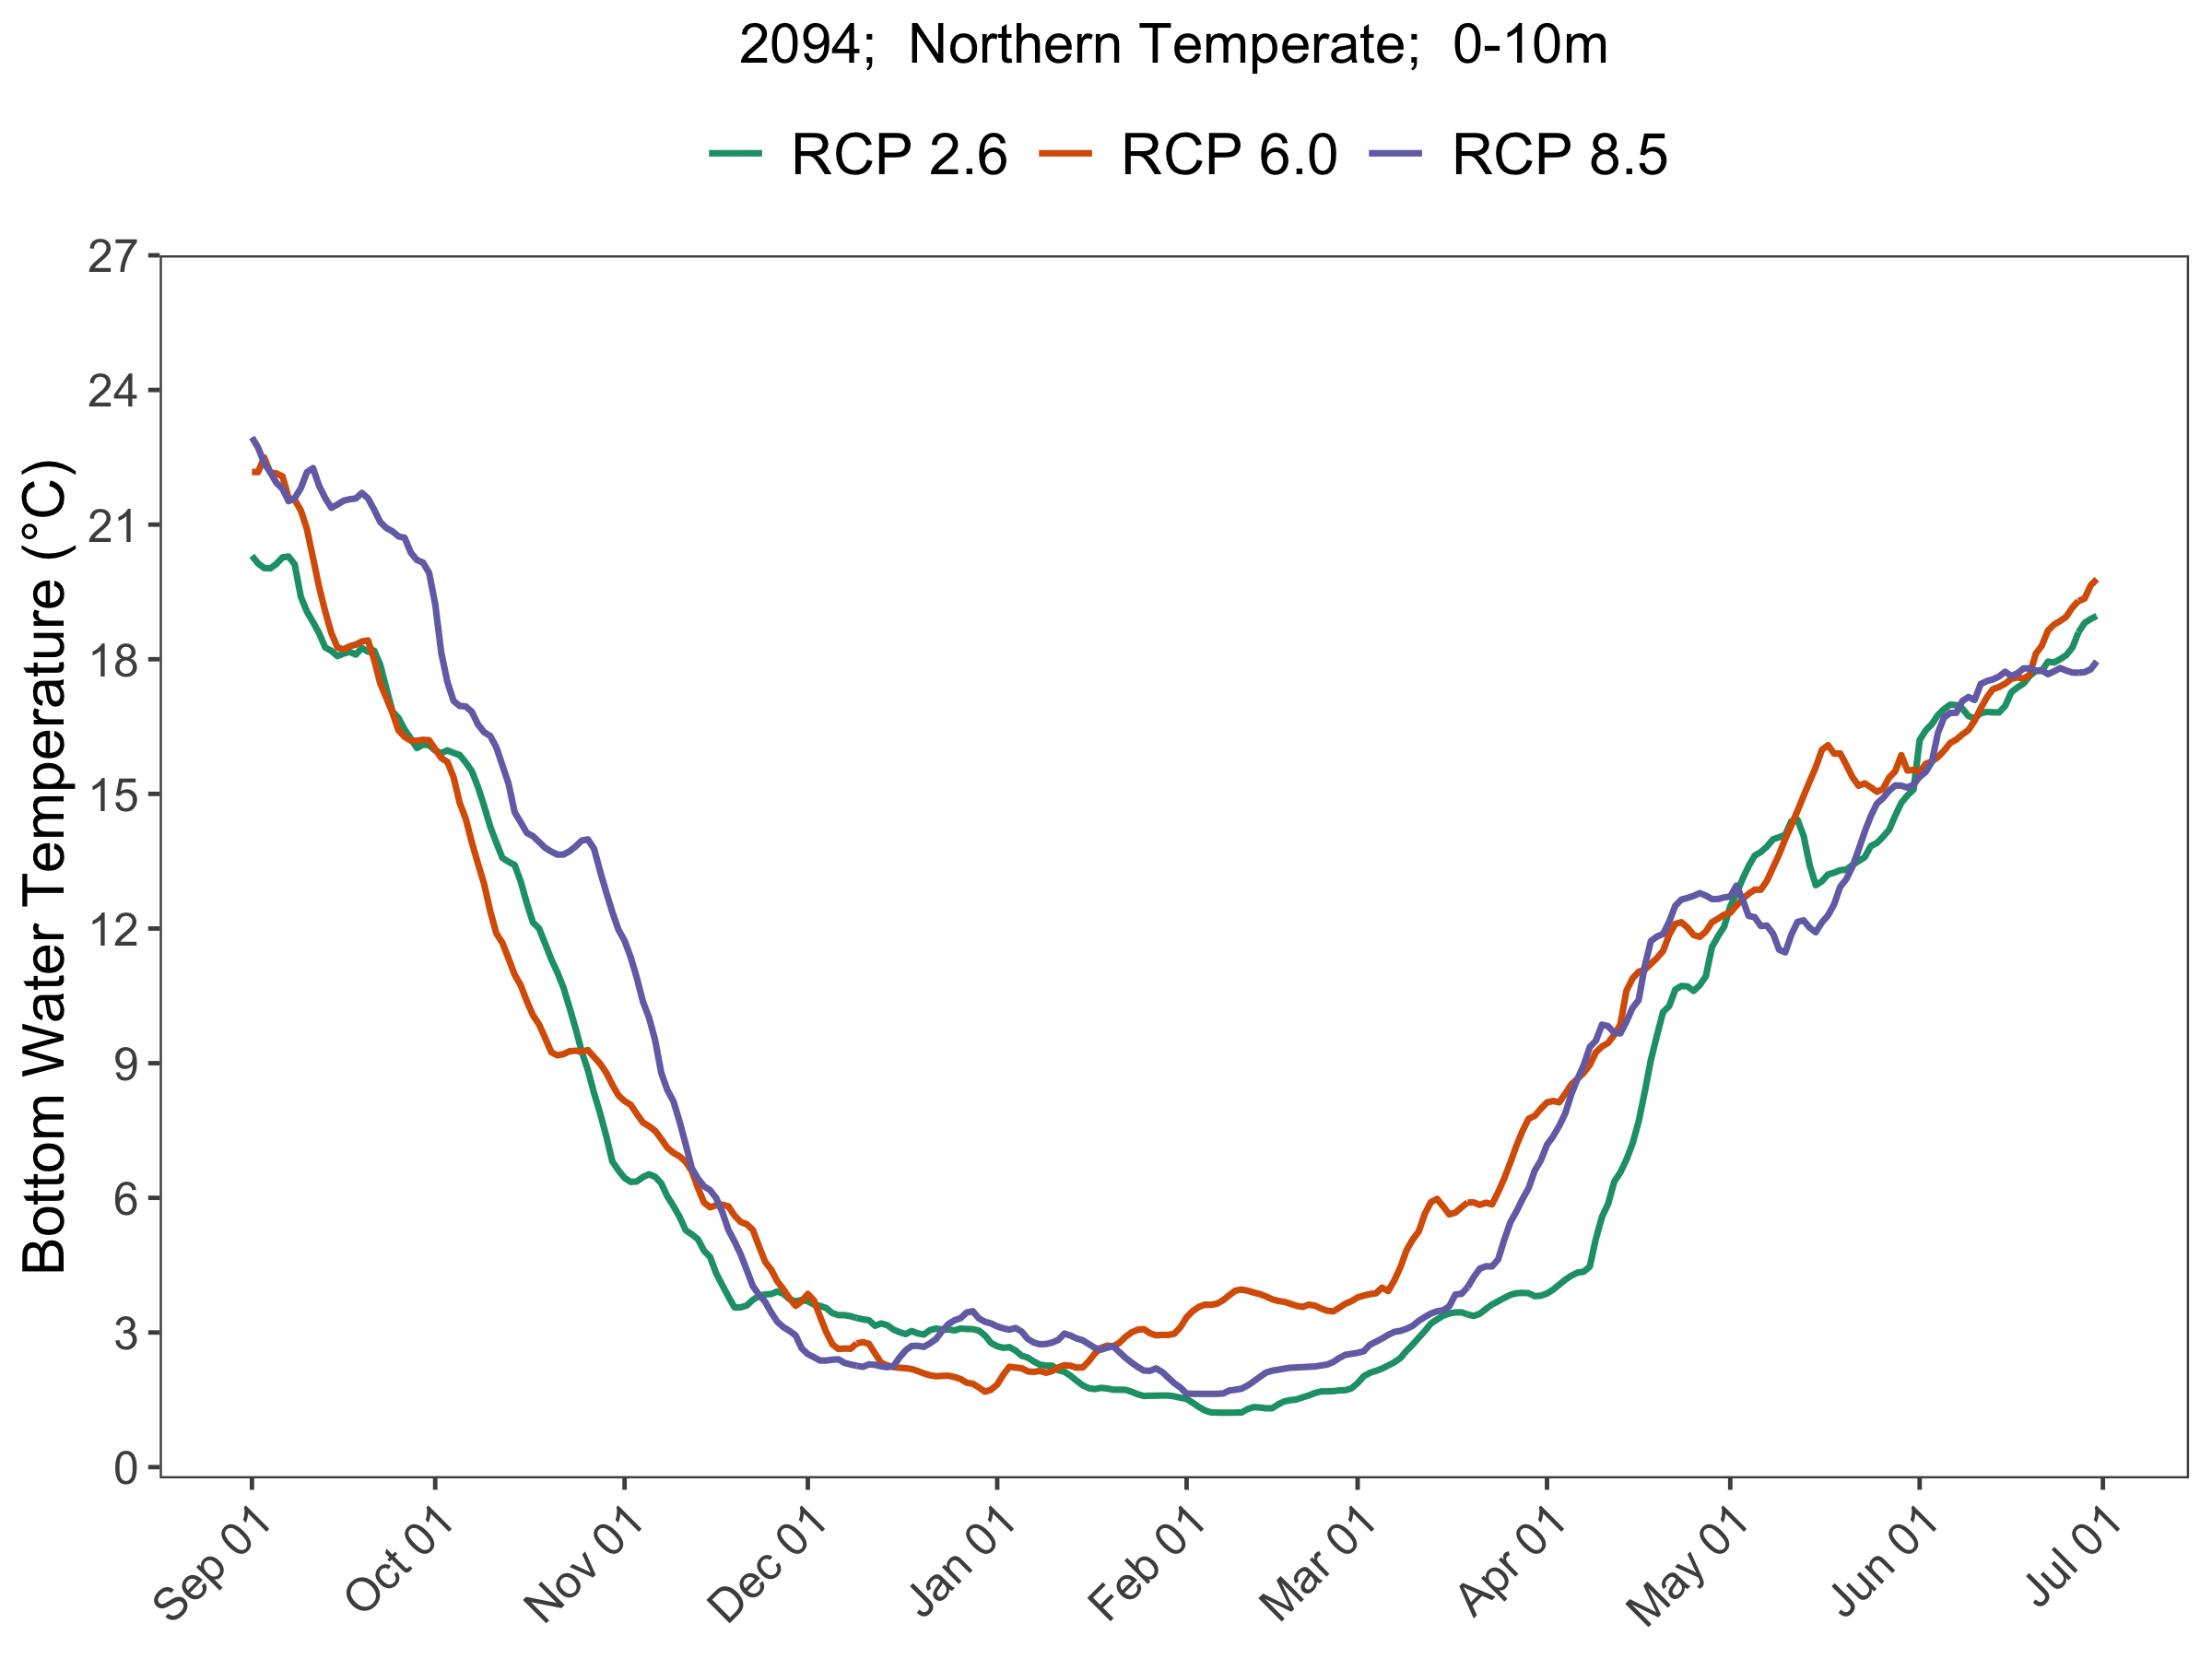 2094;  Northern Temperate;  0-10m
RCP 2.6 RCP 6.0 RCP 8.5
Bottom Water Temperature (°C)
27
24
21
18
15
12
9
6
3
0
Sep 01 Oct 01 Nov 01 Dec 01 Jan 01 Feb 01 Mar 01 Apr 01 May 01 Jun 01 Jul 01